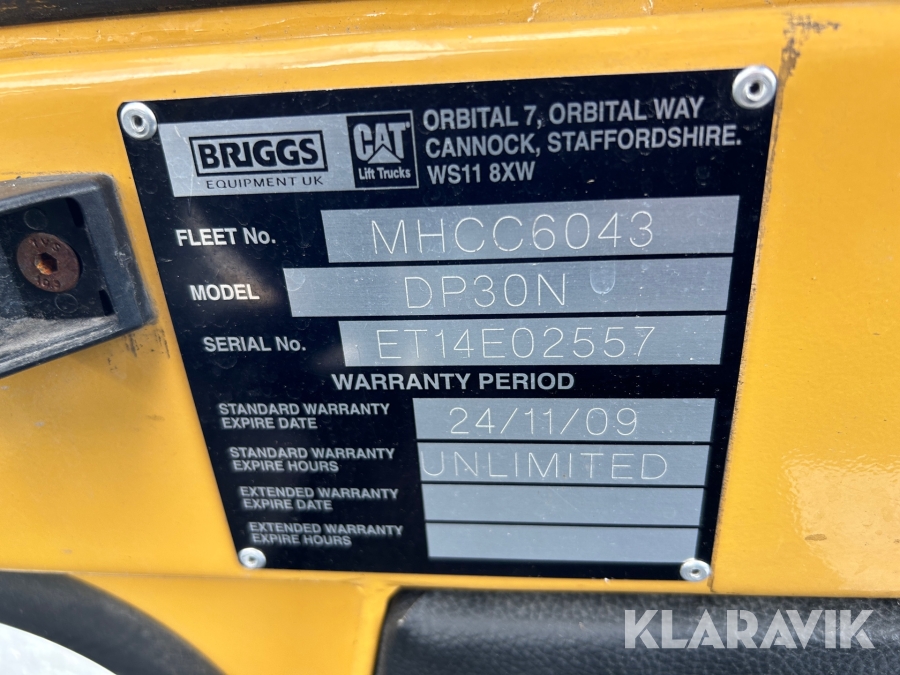 BRIGGS
EQUIPMENT UK
CAT
Lift Trucks
ORBITAL 7, ORBITAL WAY
CANNOCK, STAFFORDSHIRE.
WS11 8XW
FLEET No. MHCC6043
MODEL DP30N
SERIAL No. ET14E02557
WARRANTY PERIOD
STANDARD WARRANTY
EXPIRE DATE 24/11/09
STANDARD WARRANTY
EXPIRE HOURS UNLIMITED
EXTENDED WARRANTY
EXPIRE DATE
EXTENDED WARRANTY
EXPIRE HOURS
KLARAVIK